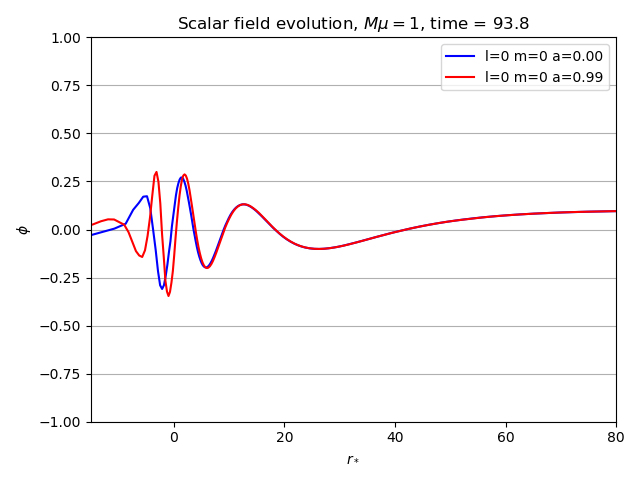 Scalar field evolution, Mμ = 1, time = 93.8
l=0 m=0 a=0.00
l=0 m=0 a=0.99
1.00
0.75
0.50
0.25
0.00
−0.25
−0.50
−0.75
−1.00
ϕ
0 20 40 60 80
r*